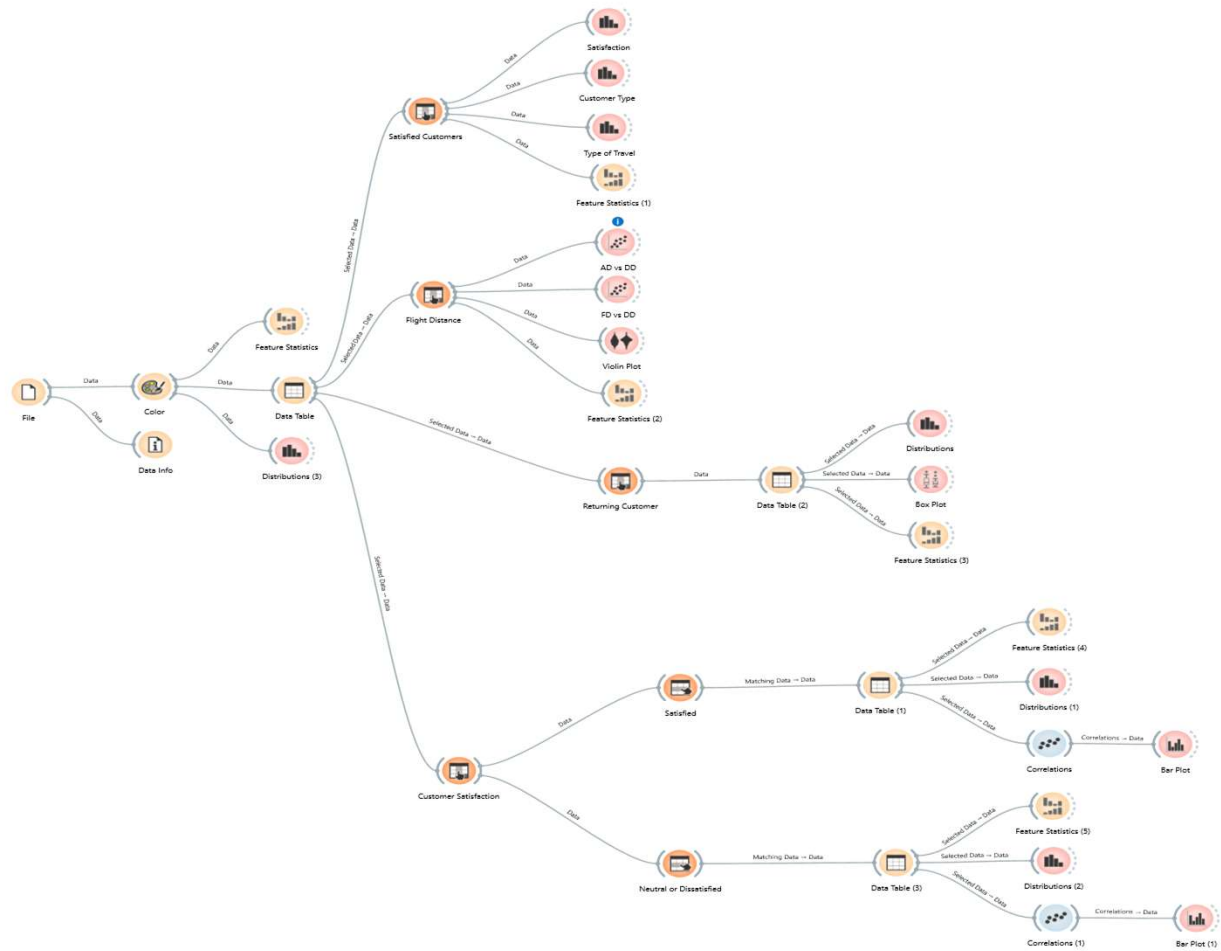 Satisfaction
Data
Customer Type
Data
Satisfied Customers
Data
Type of Travel
Data
Feature Statistics (1)
Selected Data → Data
AD vs DD
Data
FD vs DD
Data
Flight Distance
Data
Violin Plot
Data
Feature Statistics (2)
Selected Data → Data
Feature Statistics
Data
File
Data
Color
Data
Data Table
Data
Data Info
Data
Distributions (3)
Selected Data → Data
Returning Customer
Data
Data Table (2)
Selected Data → Data
Distributions
Selected Data → Data
Box Plot
Selected Data → Data
Feature Statistics (3)
Selected Data → Data
Customer Satisfaction
Data
Satisfied
Matching Data → Data
Data Table (1)
Selected Data → Data
Feature Statistics (4)
Selected Data → Data
Distributions (1)
Selected Data → Data
Correlations
Correlations → Data
Bar Plot
Data
Neutral or Dissatisfied
Matching Data → Data
Data Table (3)
Selected Data → Data
Feature Statistics (5)
Selected Data → Data
Distributions (2)
Selected Data → Data
Correlations (1)
Correlations → Data
Bar Plot (1)